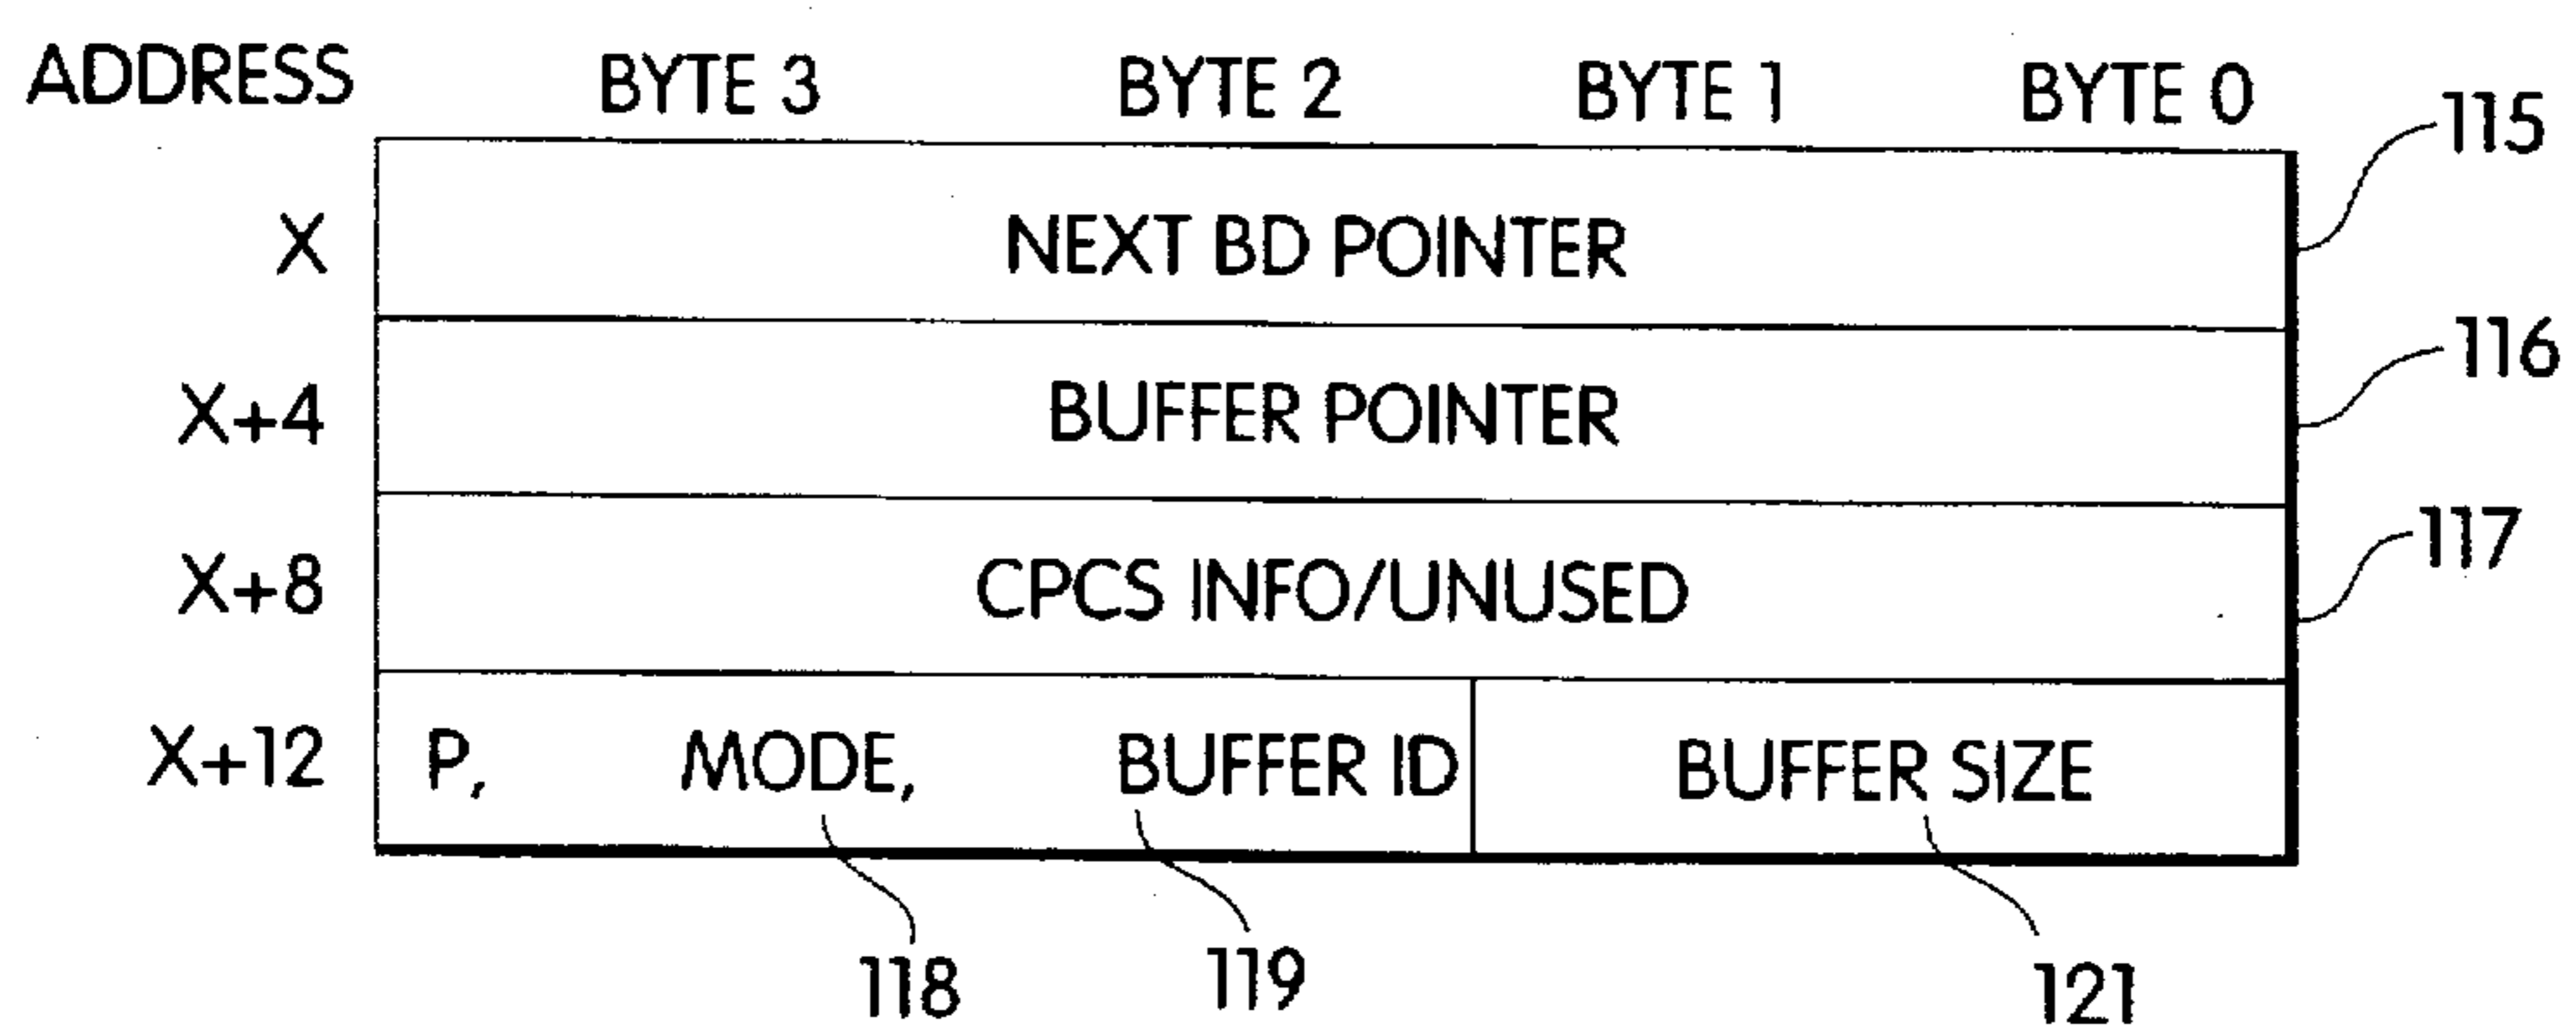 ADDRESS BYTE 3 BYTE 2 BYTE 1 BYTE 0
115
X NEXT BD POINTER
116
X+4 BUFFER POINTER
117
X+8 CPCS INFO/UNUSED
X+12 P, MODE, BUFFER ID BUFFER SIZE
118 119 121